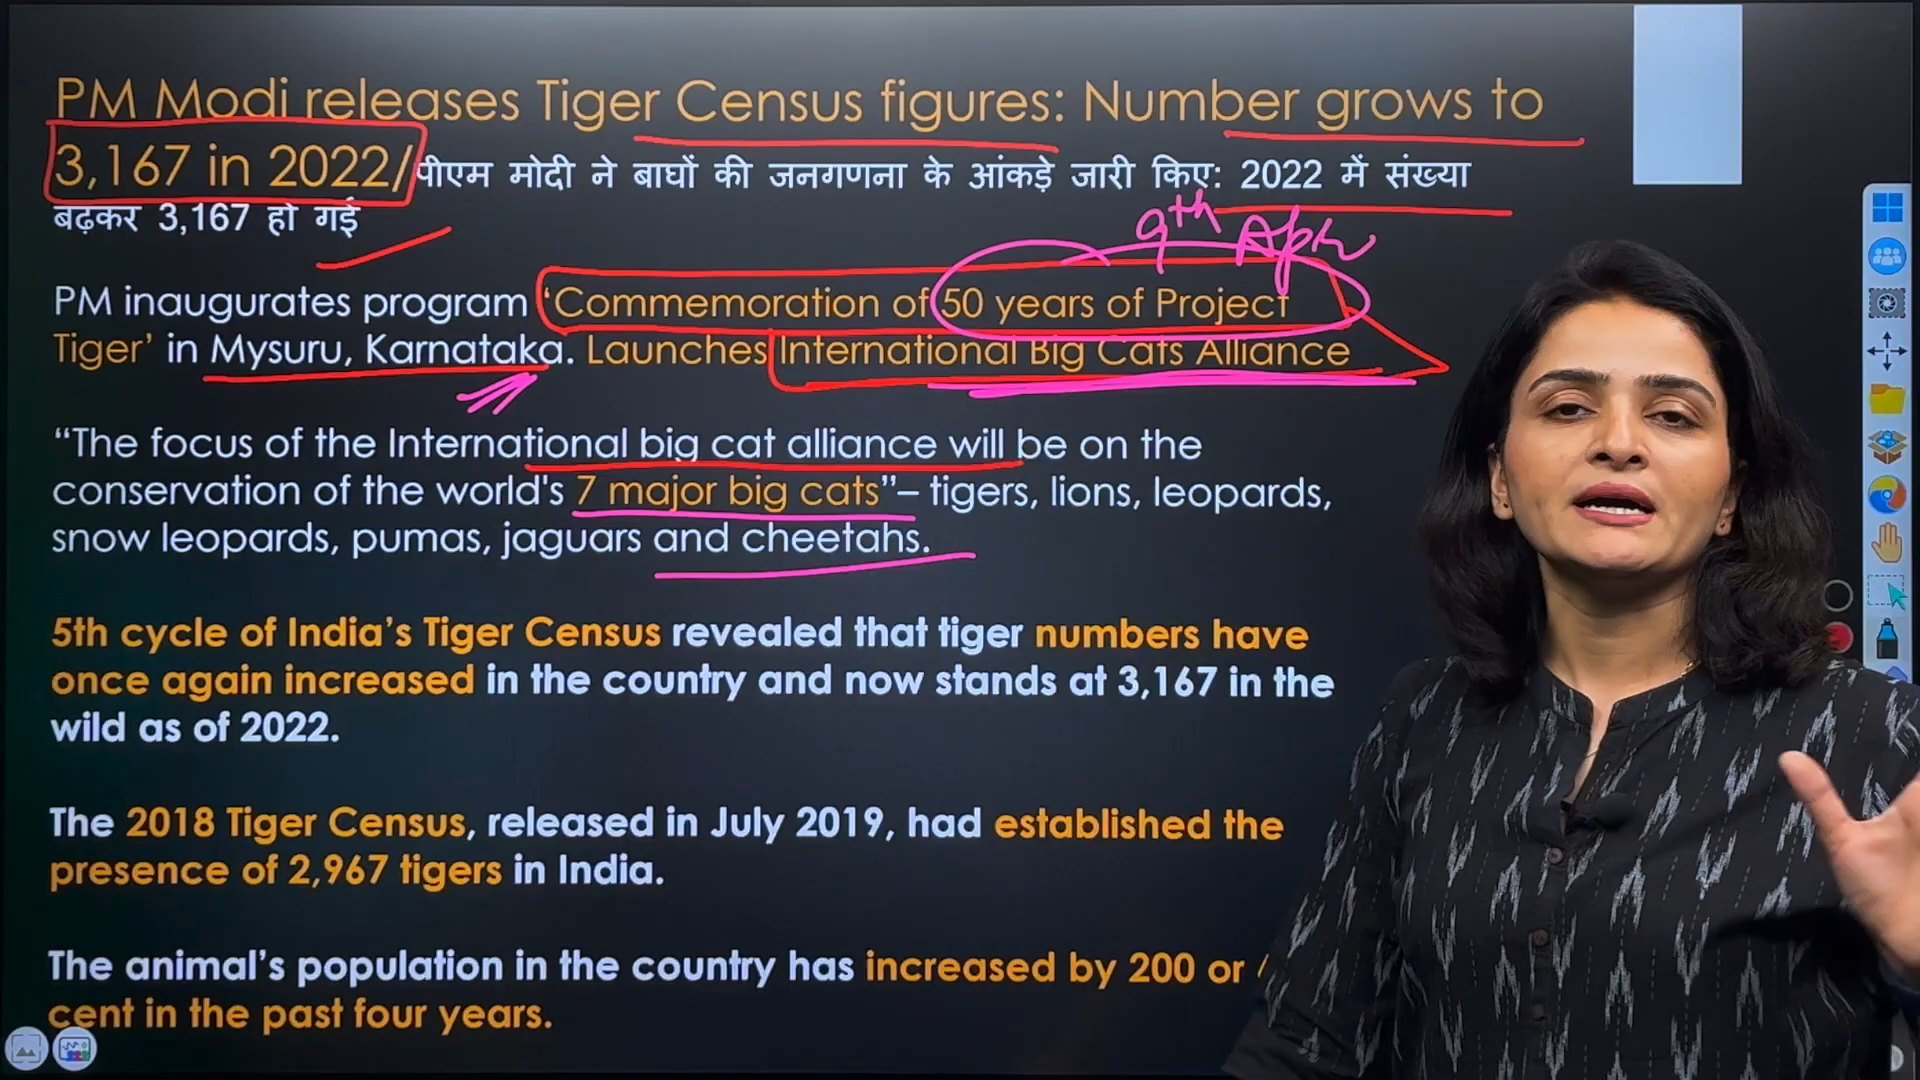 PM Modi releases Tiger Census figures: Number grows to
3,167 in 2022/पीएम मोदी ने बाघों की जनगणना के आंकड़े जारी किए: 2022 में संख्या
बढ़कर 3,167 हो गई
9th Apr
PM inaugurates program ‘Commemoration of 50 years of Project
Tiger’ in Mysuru, Karnataka. Launches International Big Cats Alliance
“The focus of the International big cat alliance will be on the
conservation of the world's 7 major big cats”– tigers, lions, leopards,
snow leopards, pumas, jaguars and cheetahs.
5th cycle of India’s Tiger Census revealed that tiger numbers have
once again increased in the country and now stands at 3,167 in the
wild as of 2022.
The 2018 Tiger Census, released in July 2019, had established the
presence of 2,967 tigers in India.
The animal’s population in the country has increased by 200 or
cent in the past four years.